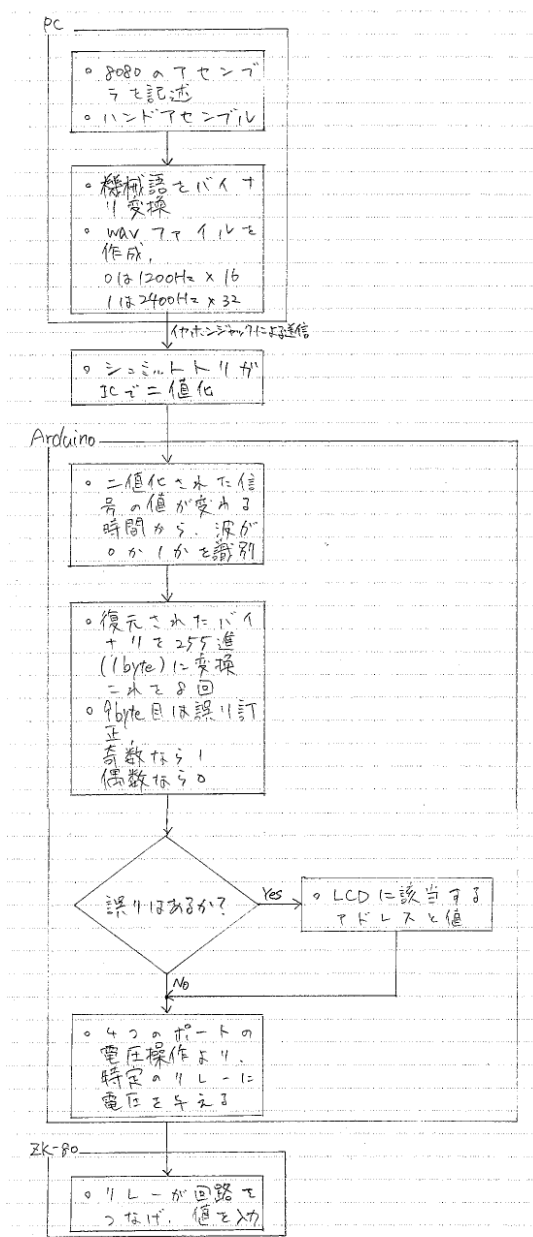 PC
○ 8080のアセンブ
ラを記述
○ ハンドアセンブル
○ 機械語をバイナ
リ変換
○ wavファイルを
作成,
0は1200Hz × 16
1は2400Hz × 32
イヤホンジャックによる送信
○ シュミットトリガ
ICで二値化
Arduino
○ 二値化された信
号の値が変わる
時間から, 波が
0か1かを識別
○ 復元されたバイ
ナリを255進
(1byte)に変換
これを8回
○ 9byte目は誤り訂
正,
奇数なら1
偶数なら0
誤りはあるか?
Yes
○ LCDに該当する
アドレスと値
No
○ 4つのポートの
電圧操作より,
特定のリレーに
電圧を与える
ZK-80
○ リレーが回路を
つなげ, 値を入力